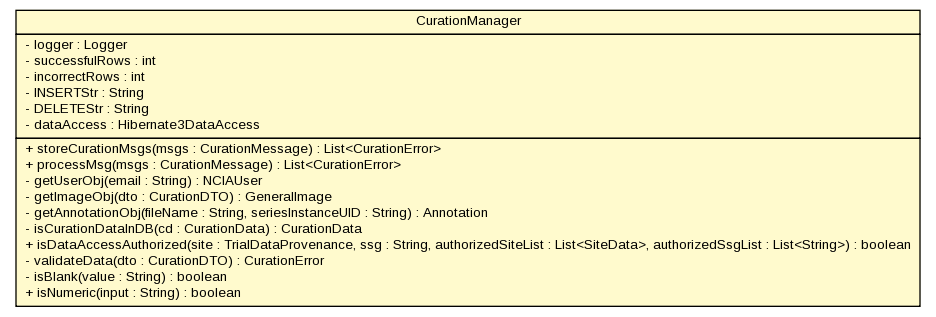 CurationManager
- logger : Logger
- successfulRows : int
- incorrectRows : int
- INSERTStr : String
- DELETEStr : String
- dataAccess : Hibernate3DataAccess
+ storeCurationMsgs(msgs : CurationMessage) : List<CurationError>
+ processMsg(msgs : CurationMessage) : List<CurationError>
- getUserObj(email : String) : NCIAUser
- getImageObj(dto : CurationDTO) : GeneralImage
- getAnnotationObj(fileName : String, seriesInstanceUID : String) : Annotation
- isCurationDataInDB(cd : CurationData) : CurationData
+ isDataAccessAuthorized(site : TrialDataProvenance, ssg : String, authorizedSiteList : List<SiteData>, authorizedSsgList : List<String>) : boolean
- validateData(dto : CurationDTO) : CurationError
- isBlank(value : String) : boolean
+ isNumeric(input : String) : boolean